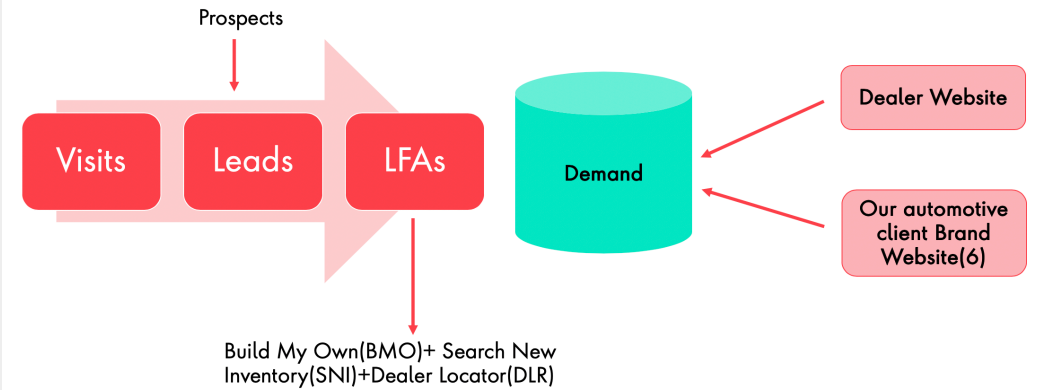 Prospects
Visits
Leads
LFAs
Demand
Dealer Website
Our automotive
client Brand
Website(6)
Build My Own(BMO)+ Search New
Inventory(SNI)+Dealer Locator(DLR)